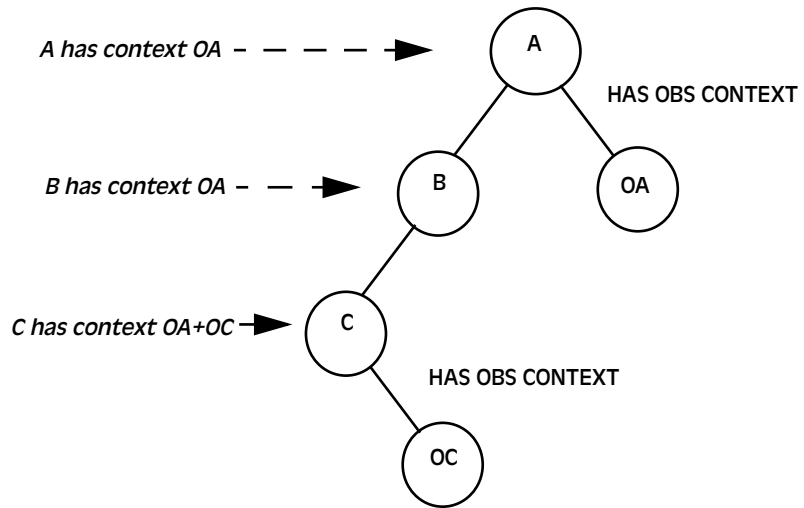 A has context OA
A
HAS OBS CONTEXT
B has context OA
B
OA
C has context OA+OC
C
HAS OBS CONTEXT
OC